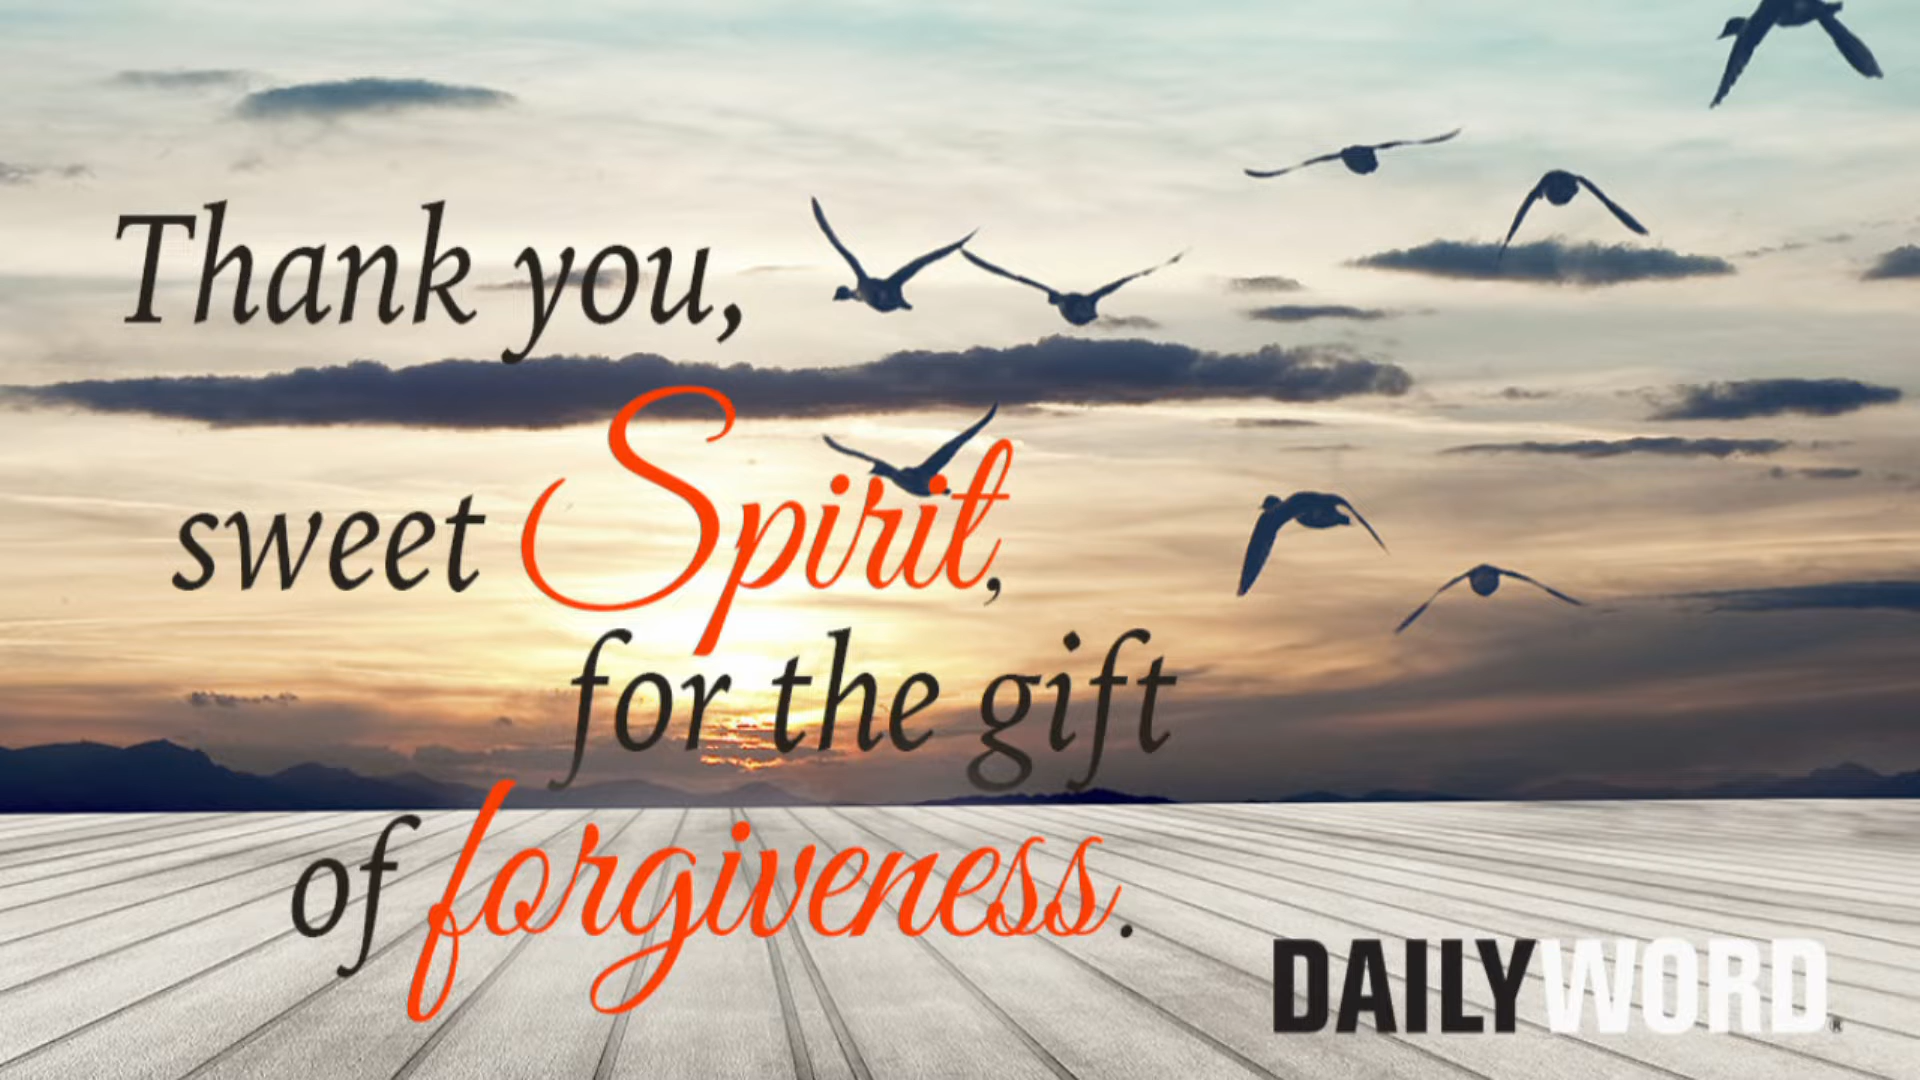 Thank you,
sweet Spirit,
for the gift
of forgiveness.
DAILYWORD®